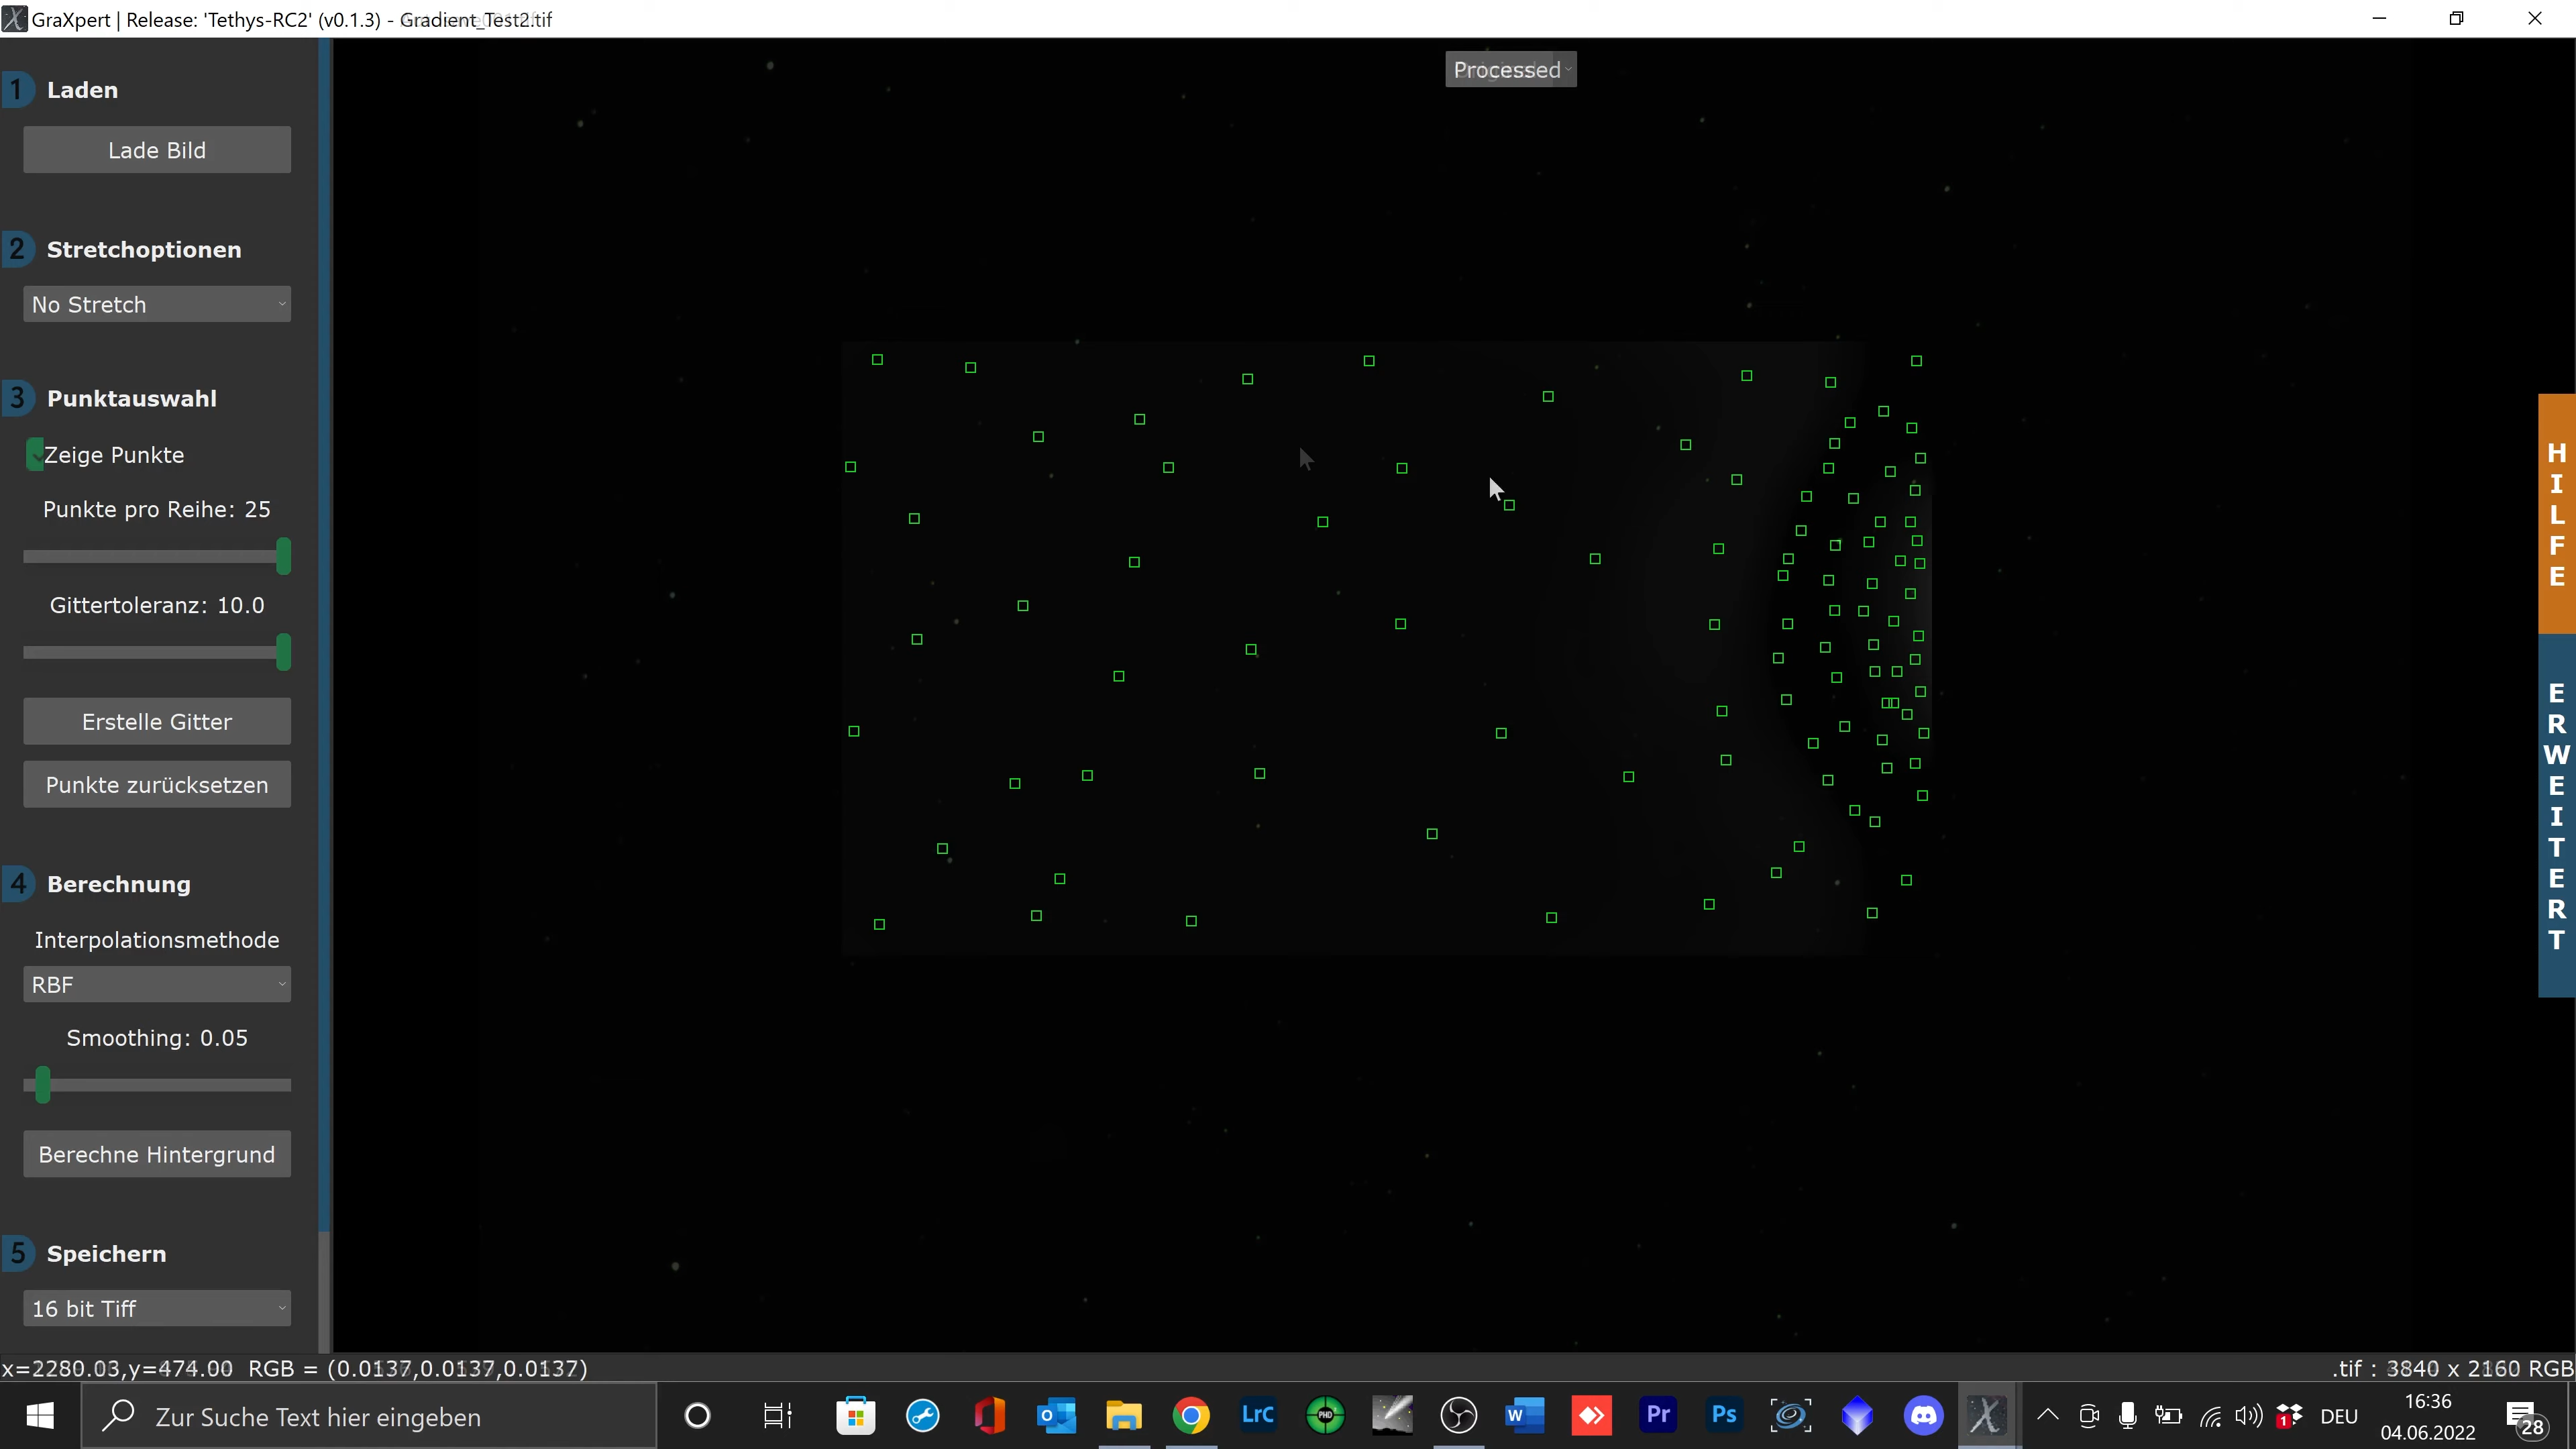 GraXpert | Release: 'Tethys-RC2' (v0.1.3) - Gradient_Test2.tif
Processed
1 Laden
Lade Bild
2 Stretchoptionen
No Stretch
3 Punktauswahl
Zeige Punkte
Punkte pro Reihe: 25
Gittertoleranz: 10.0
Erstelle Gitter
Punkte zurücksetzen
4 Berechnung
Interpolationsmethode
RBF
Smoothing: 0.05
Berechne Hintergrund
5 Speichern
16 bit Tiff
HILFE
ERWEITERT
x=2280.03,y=474.00 RGB = (0.0137,0.0137,0.0137)
.tif : 3840 x 2160 RGB
Zur Suche Text hier eingeben
LrC
PHD
W
Pr
Ps
1
DEU
16:36
04.06.2022
28